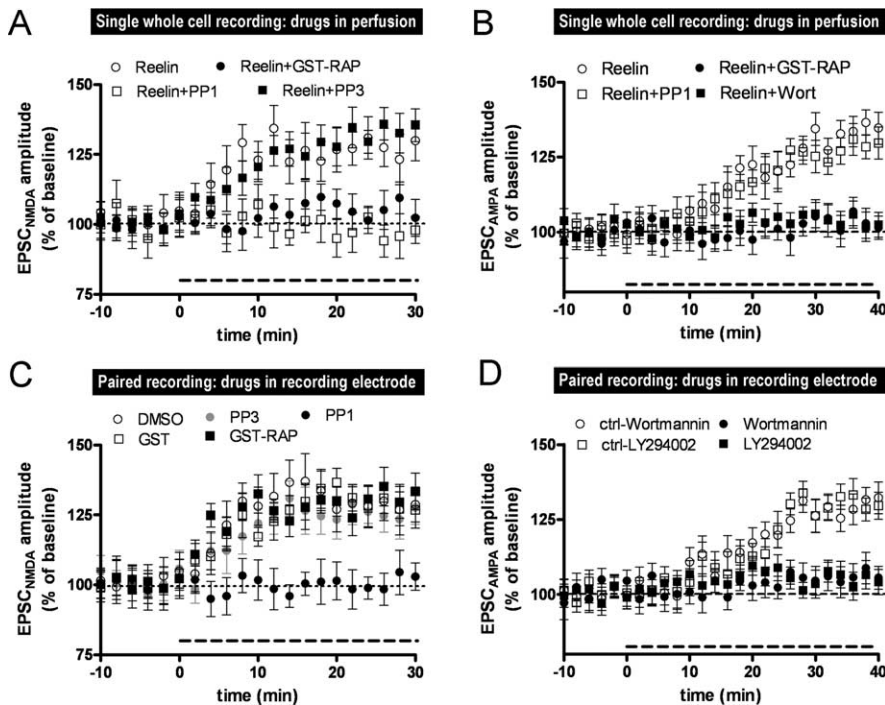 A
Single whole cell recording: drugs in perfusion
Reelin
Reelin+GST-RAP
Reelin+PP1
Reelin+PP3
EPSCNMDA amplitude
(% of baseline)
150
125
100
75
-10
0
10
20
30
time (min)
B
Single whole cell recording: drugs in perfusion
Reelin
Reelin+GST-RAP
Reelin+PP1
Reelin+Wort
EPSCAMPA amplitude
(% of baseline)
150
125
100
-10
0
10
20
30
40
time (min)
C
Paired recording: drugs in recording electrode
DMSO
PP3
PP1
GST
GST-RAP
EPSCNMDA amplitude
(% of baseline)
150
125
100
75
-10
0
10
20
30
time (min)
D
Paired recording: drugs in recording electrode
ctrl-Wortmannin
Wortmannin
ctrl-LY294002
LY294002
EPSCAMPA amplitude
(% of baseline)
150
125
100
-10
0
10
20
30
40
time (min)